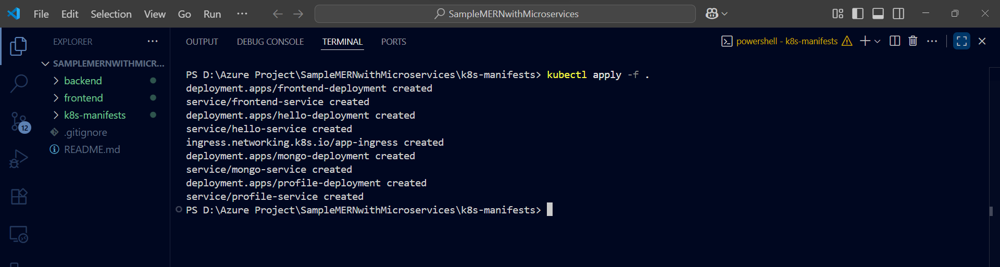 File Edit Selection View Go Run ··· SampleMERNwithMicroservices
EXPLORER ···
SAMPLEMERNWITHMICR...
backend
frontend
k8s-manifests
.gitignore
README.md
12
OUTPUT DEBUG CONSOLE TERMINAL PORTS powershell - k8s-manifests ···
PS D:\Azure Project\SampleMERNwithMicroservices\k8s-manifests> kubectl apply -f .
deployment.apps/frontend-deployment created
service/frontend-service created
deployment.apps/hello-deployment created
service/hello-service created
ingress.networking.k8s.io/app-ingress created
deployment.apps/mongo-deployment created
service/mongo-service created
deployment.apps/profile-deployment created
service/profile-service created
PS D:\Azure Project\SampleMERNwithMicroservices\k8s-manifests>